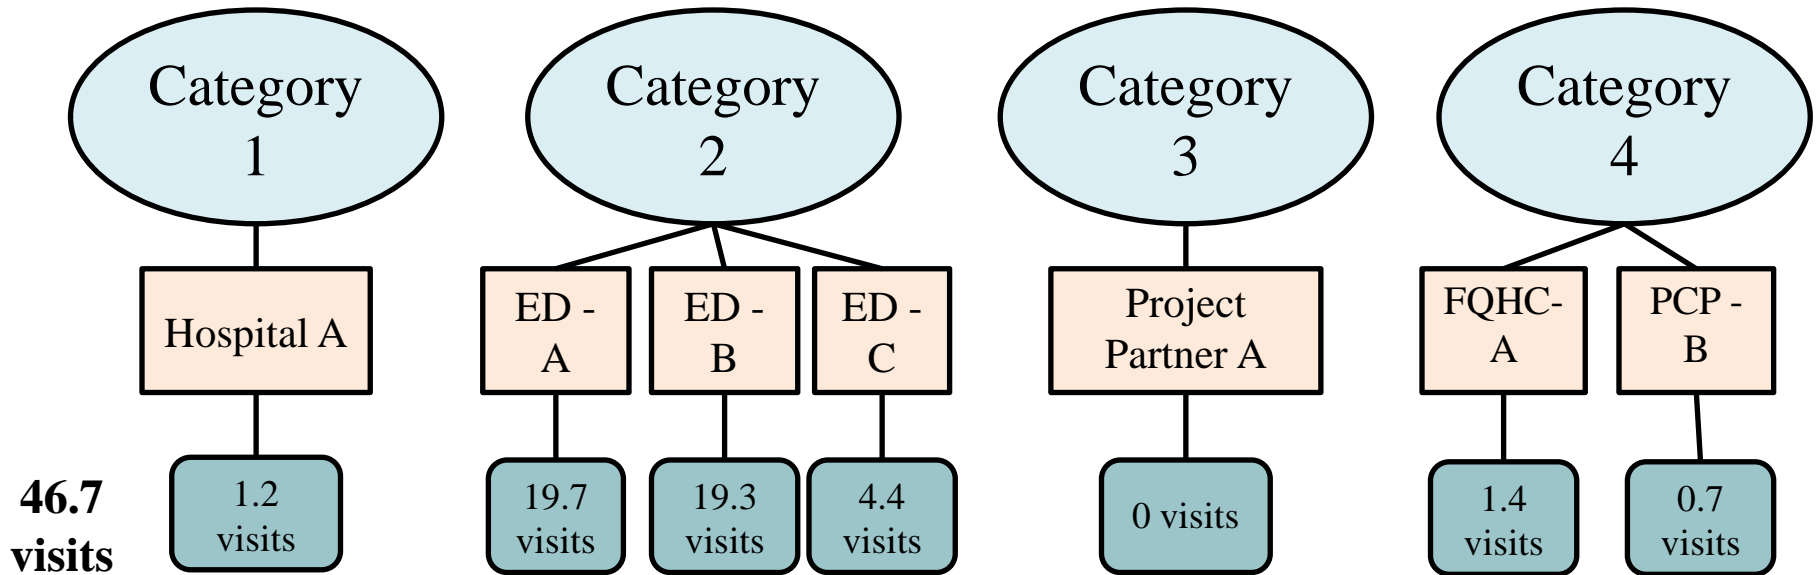 Category
1
Category
2
Category
3
Category
4
Hospital A
ED -
A
ED -
B
ED -
C
Project
Partner A
FQHC-
A
PCP -
B
46.7
visits
1.2
visits
19.7
visits
19.3
visits
4.4
visits
0 visits
1.4
visits
0.7
visits